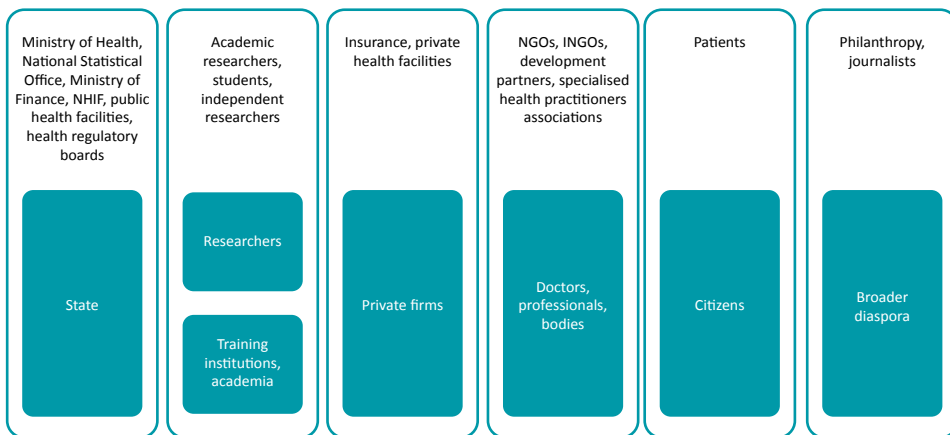 Ministry of Health,
National Statistical
Office, Ministry of
Finance, NHIF, public
health facilities,
health regulatory
boards
State
Academic
researchers,
students,
independent
researchers
Researchers
Training
institutions,
academia
Insurance, private
health facilities
Private firms
NGOs, INGOs,
development
partners, specialised
health practitioners
associations
Doctors,
professionals,
bodies
Patients
Citizens
Philanthropy,
journalists
Broader
diaspora